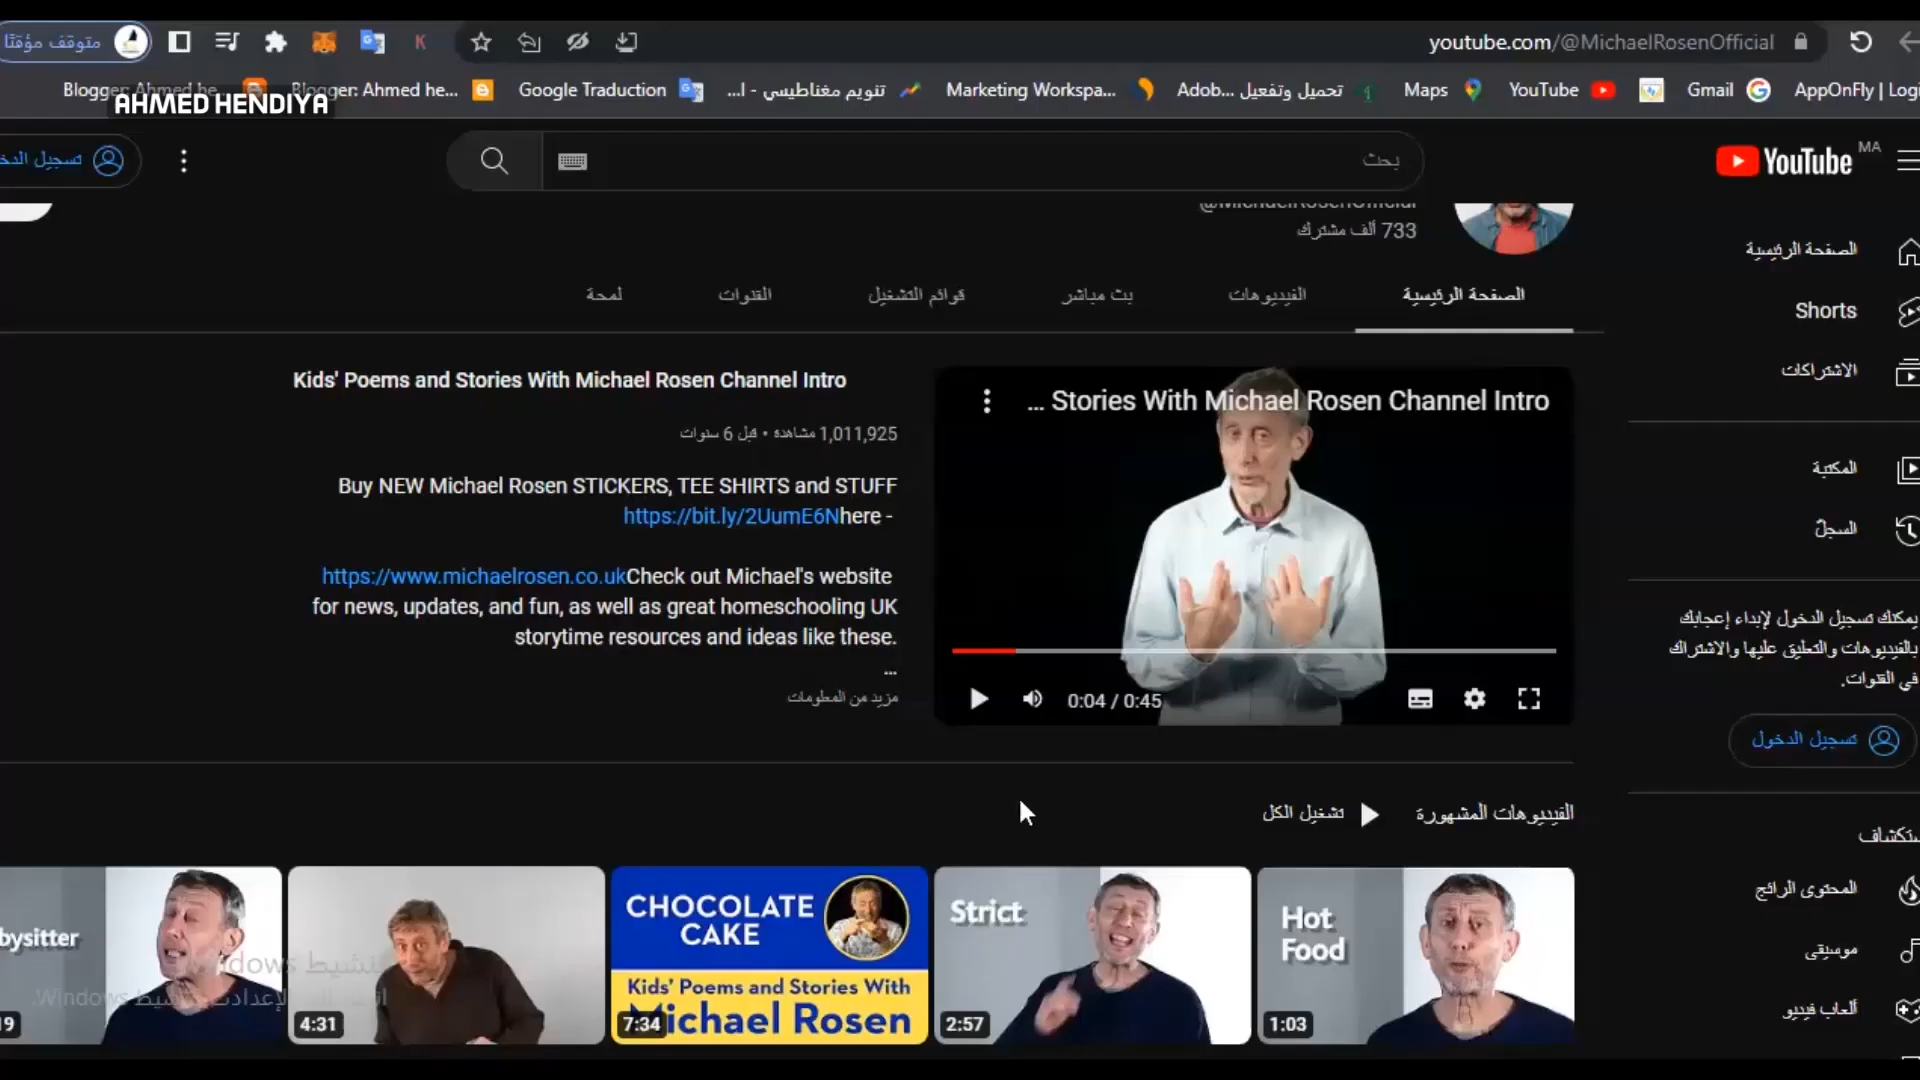 متوقف مؤقتًا
youtube.com/@MichaelRosenOfficial
Blogger: Ahmed he
Blogger: Ahmed he...
Google Traduction
تنويم مغناطيسي - ا...
Marketing Workspa...
تحميل وتفعيل Adob...
Maps
YouTube
Gmail
AppOnFly | Logi
AHMED HENDIYA
بحث
YouTube MA
@MichaelRosenOfficial
733 ألف مشترك
الصفحة الرئيسية
الفيديوهات
بث مباشر
قوائم التشغيل
القنوات
لمحة
Kids' Poems and Stories With Michael Rosen Channel Intro
1,011,925 مشاهدة • قبل 6 سنوات
Buy NEW Michael Rosen STICKERS, TEE SHIRTS and STUFF
https://bit.ly/2UumE6Nhere -
https://www.michaelrosen.co.ukCheck out Michael's website
for news, updates, and fun, as well as great homeschooling UK
storytime resources and ideas like these.
...
مزيد من المعلومات
... Stories With Michael Rosen Channel Intro
0:04 / 0:45
الصفحة الرئيسية
Shorts
الاشتراكات
المكتبة
السجلّ
يمكنك تسجيل الدخول لإبداء إعجابك
بالفيديوهات والتعليق عليها والاشتراك
في القنوات.
تسجيل الدخول
الفيديوهات المشهورة
تشغيل الكل
المحتوى الرائج
موسيقى
ألعاب فيديو
Hot
Food
1:03
Strict
2:57
CHOCOLATE
CAKE
Kids' Poems and Stories With
Michael Rosen
7:34
4:31
bysitter
19